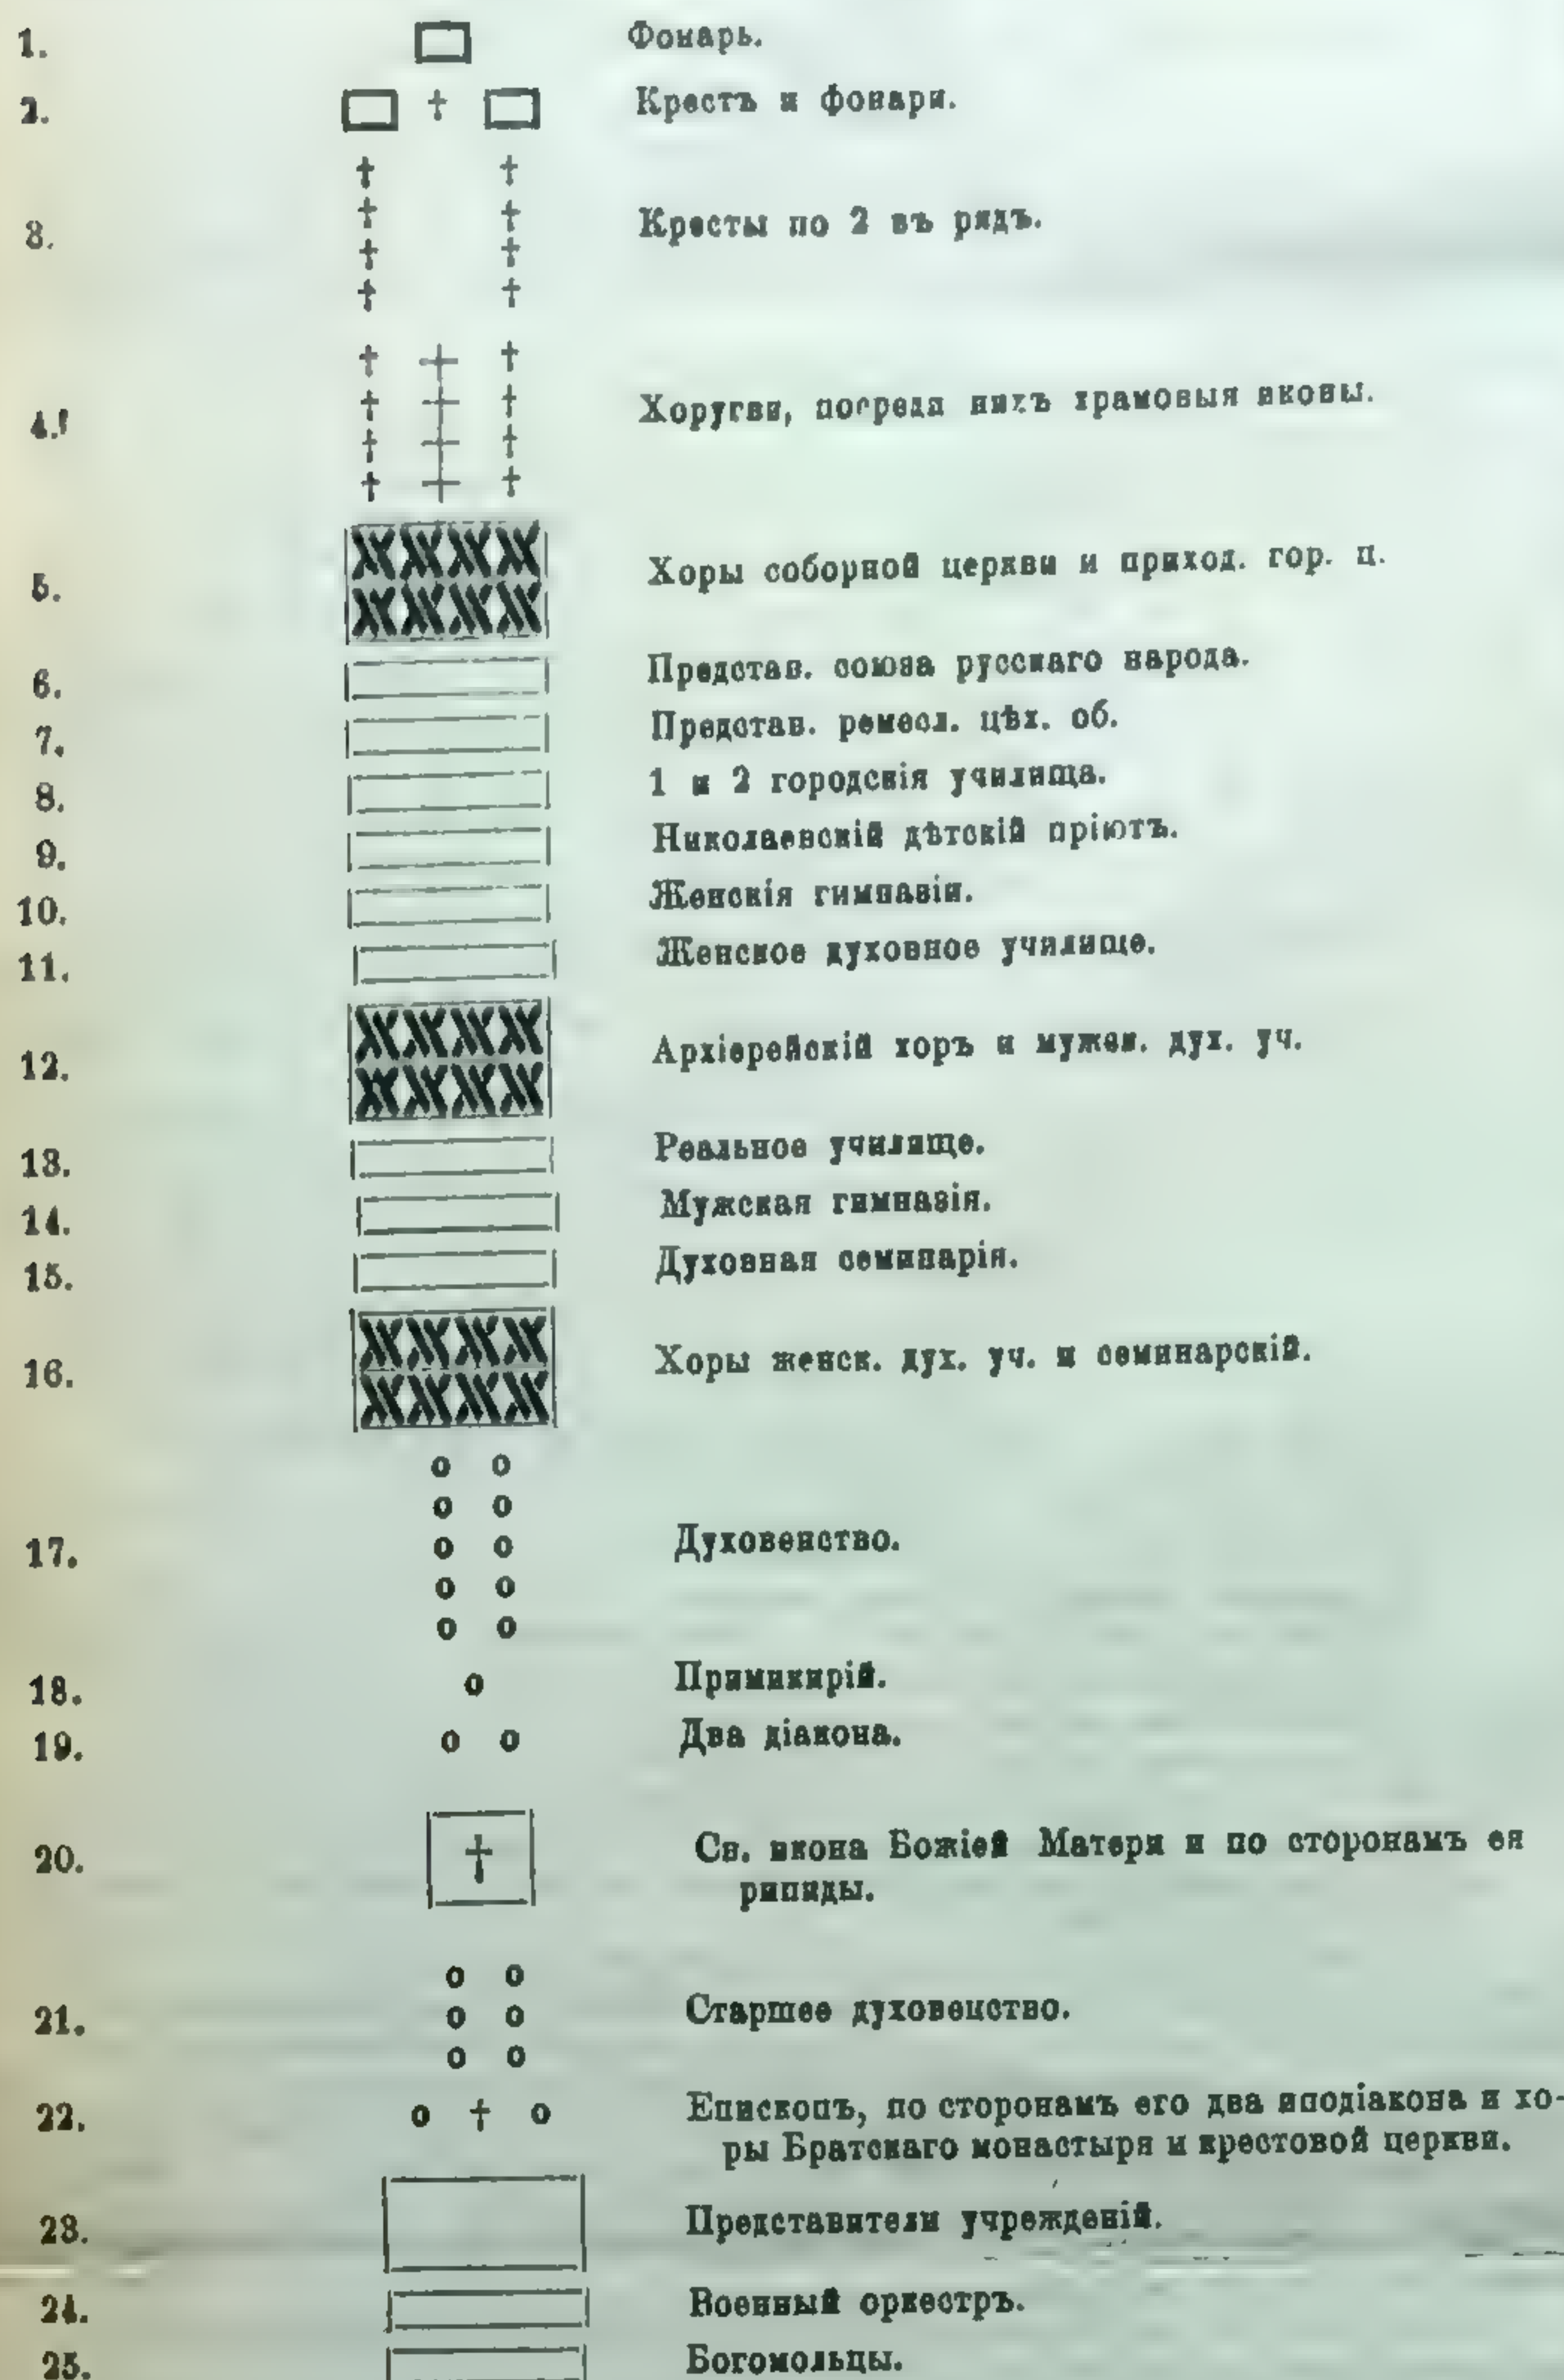 1. Фонарь.
2. Крестъ и фонари.
3. Кресты по 2 въ рядъ.
4. Хоругви, посреди нихъ храмовыя иконы.
5. Хоры соборной церкви и приход. гор. ц.
6. Представ. союза русскаго народа.
7. Представ. ремесл. цѣх. об.
8. 1 и 2 городскія училища.
9. Николаевскій дѣтскій пріютъ.
10. Женскія гимназіи.
11. Женское духовное училище.
12. Архіерейскій хоръ и мужск. дух. уч.
13. Реальное училище.
14. Мужская гимназія.
15. Духовная семинарія.
16. Хоры женск. дух. уч. и семинарскій.
17. Духовенство.
18. Примикирій.
19. Два діакона.
20. Св. икона Божіей Матери и по сторонамъ ея
рипиды.
21. Старшее духовенство.
22. Епископъ, по сторонамъ его два иподіакона и хо-
ры Братскаго монастыря и крестовой церкви.
23. Представители учрежденій.
24. Военный оркестръ.
25. Богомольцы.